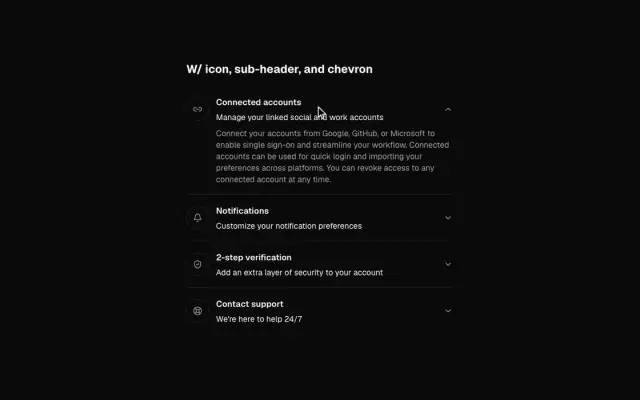 W/ icon, sub-header, and chevron
Connected accounts
Manage your linked social and work accounts
Connect your accounts from Google, GitHub, or Microsoft to
enable single sign-on and streamline your workflow. Connected
accounts can be used for quick login and importing your
preferences across platforms. You can revoke access to any
connected account at any time.
Notifications
Customize your notification preferences
2-step verification
Add an extra layer of security to your account
Contact support
We're here to help 24/7